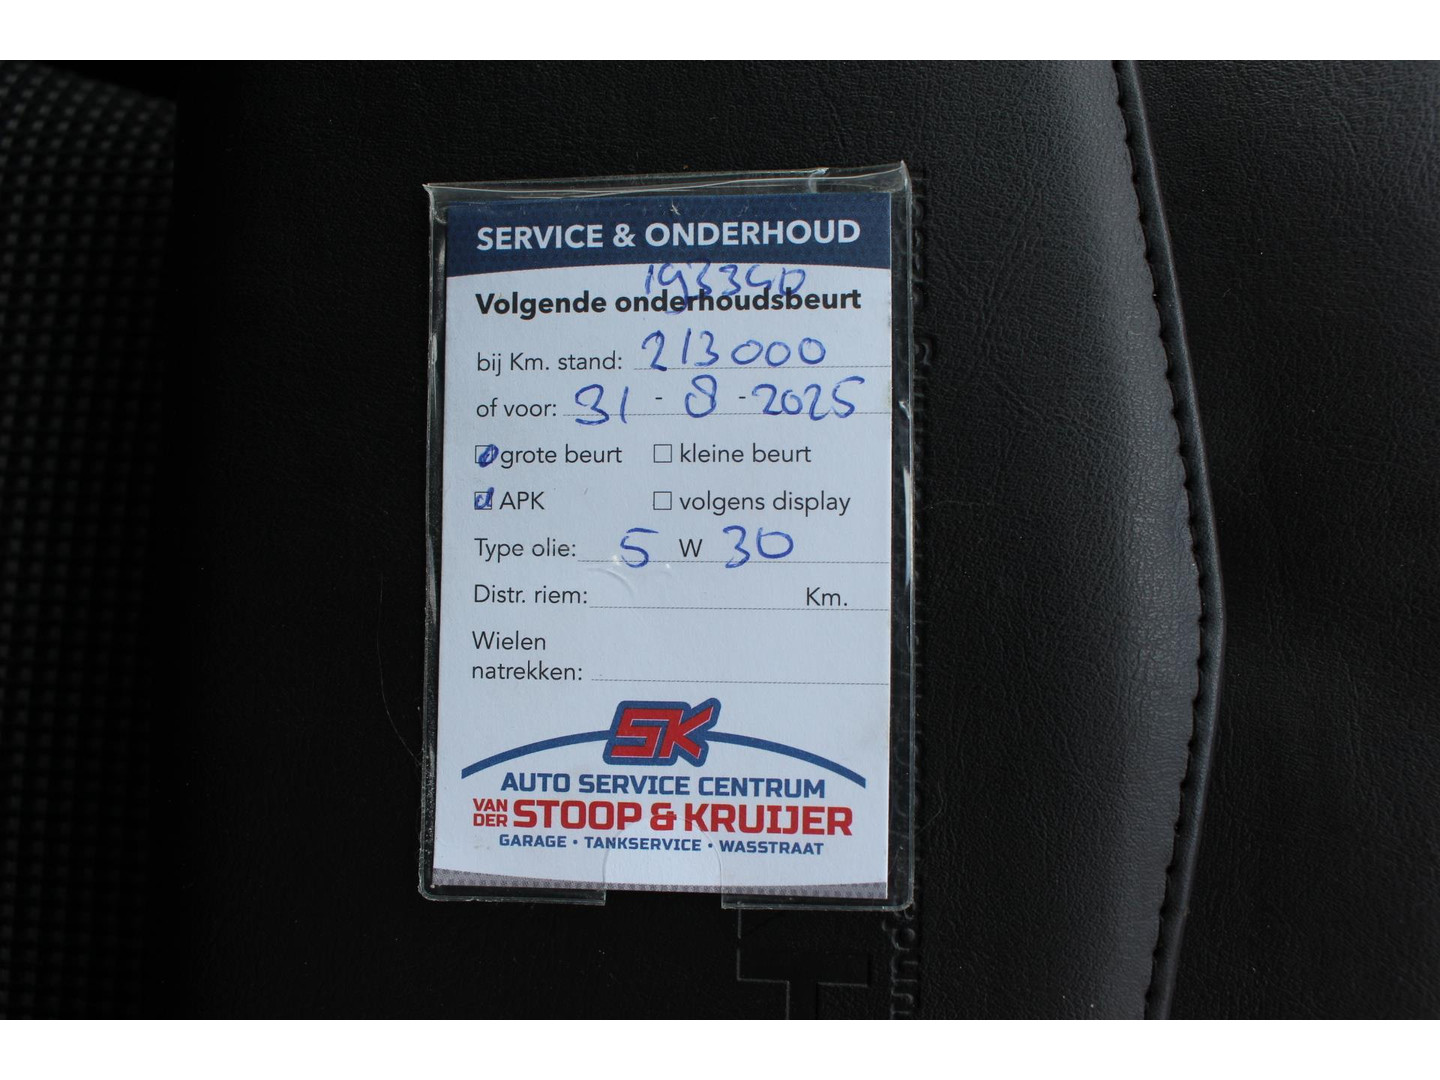 SERVICE & ONDERHOUD
193340
Volgende onderhoudsbeurt
bij Km. stand: 213000
of voor: 31 - 8 - 2025
grote beurt
kleine beurt
APK
volgens display
Type olie: 5 W 30
Distr. riem: Km.
Wielen
natrekken:
SK
AUTO SERVICE CENTRUM
VAN DER STOOP & KRUIJER
GARAGE • TANKSERVICE • WASSTRAAT